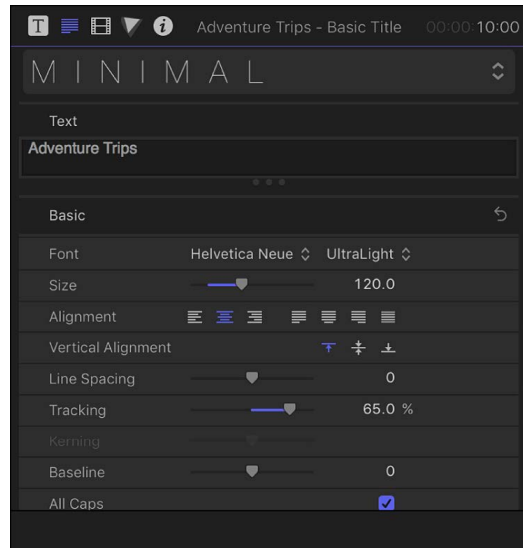 T i Adventure Trips - Basic Title 00:00:10:00
MINIMAL
Text
Adventure Trips
Basic
Font Helvetica Neue UltraLight
Size 120.0
Alignment
Vertical Alignment
Line Spacing 0
Tracking 65.0 %
Kerning
Baseline 0
All Caps